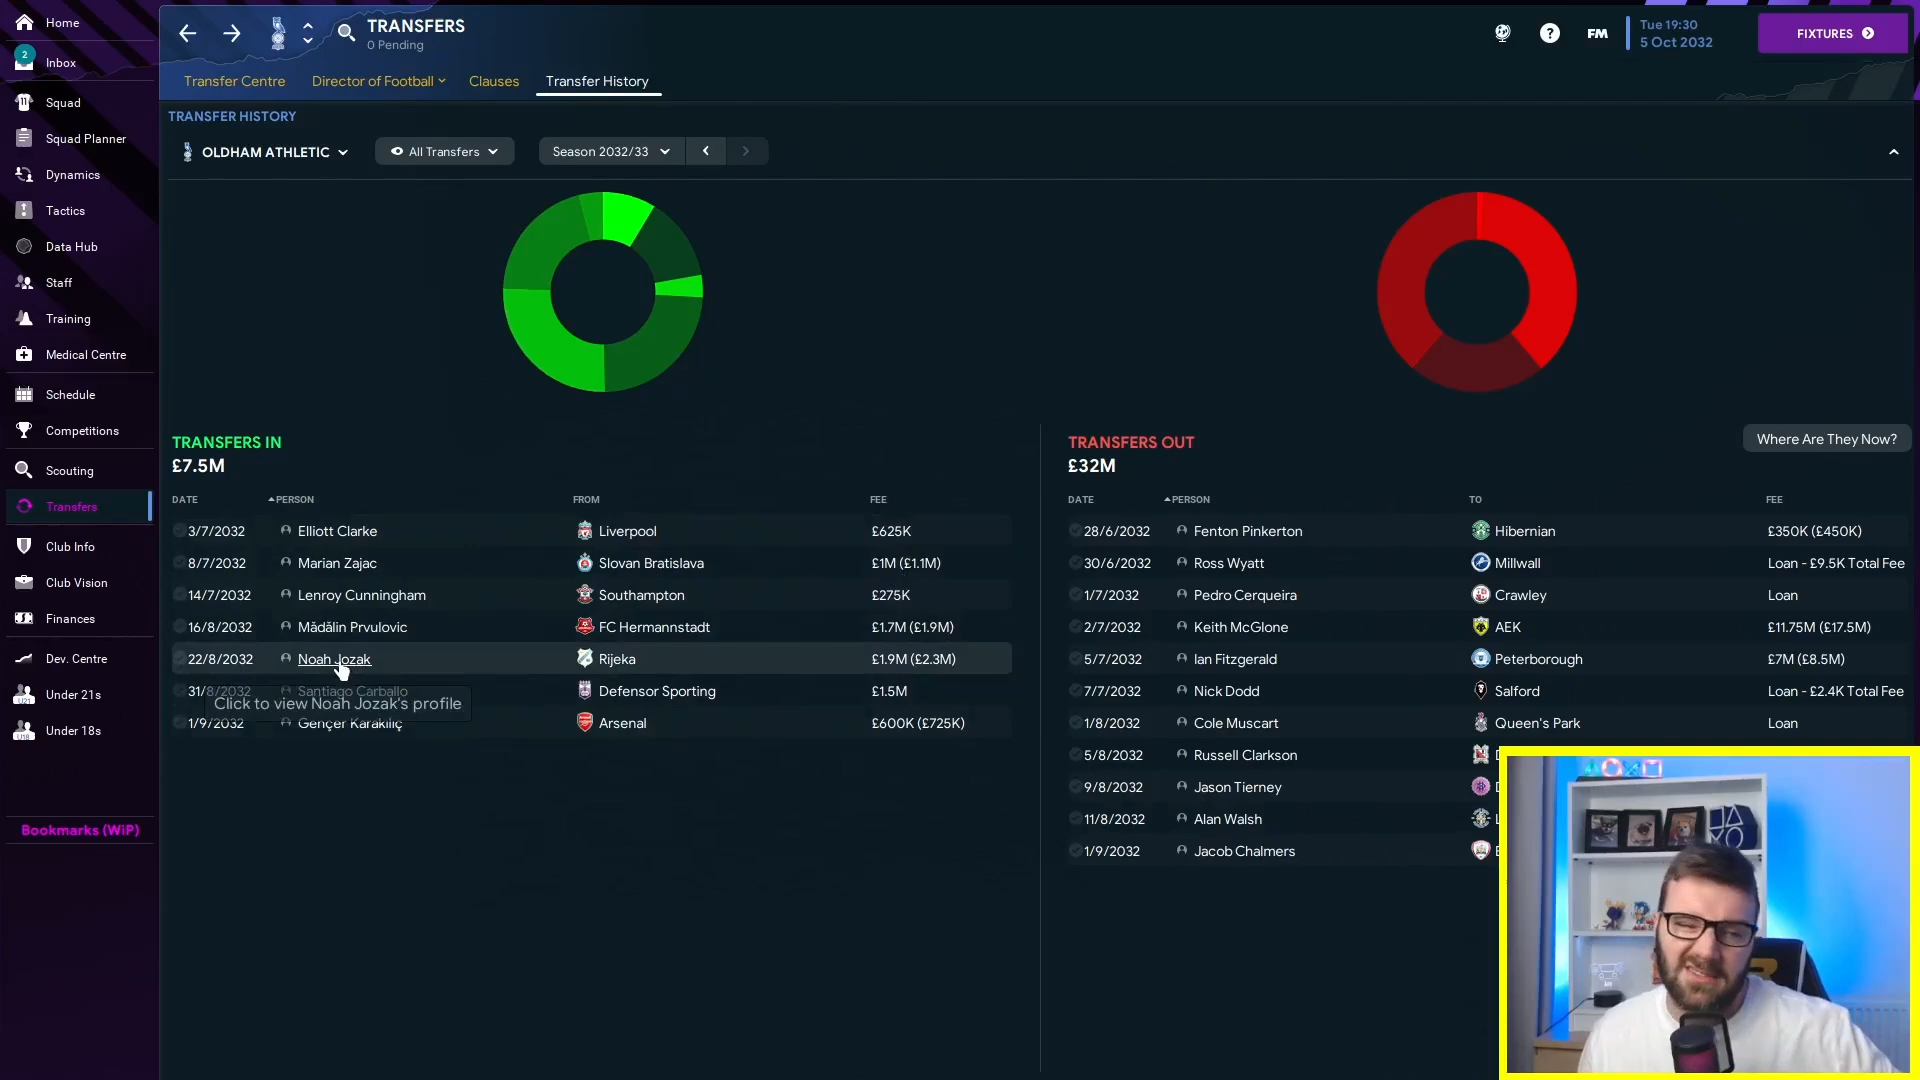 Home
2
Inbox
Squad
Squad Planner
Dynamics
Tactics
Data Hub
Staff
Training
Medical Centre
Schedule
Competitions
Scouting
Transfers
Club Info
Club Vision
Finances
Dev. Centre
Under 21s
Under 18s
Bookmarks (WiP)
TRANSFERS
0 Pending
FM
Tue 19:30
5 Oct 2032
FIXTURES
Transfer Centre
Director of Football
Clauses
Transfer History
TRANSFER HISTORY
OLDHAM ATHLETIC
All Transfers
Season 2032/33
TRANSFERS IN
£7.5M
DATE PERSON FROM FEE
3/7/2032 Elliott Clarke Liverpool £625K
8/7/2032 Marian Zajac Slovan Bratislava £1M (£1.1M)
14/7/2032 Lenroy Cunningham Southampton £275K
16/8/2032 Mădălin Prvulovic FC Hermannstadt £1.7M (£1.9M)
22/8/2032 Noah Jozak Rijeka £1.9M (£2.3M)
31/8/2032 Santiago Carballo Defensor Sporting £1.5M
Click to view Noah Jozak's profile
1/9/2032 Gençer Karakiliç Arsenal £600K (£725K)
TRANSFERS OUT
£32M
Where Are They Now?
DATE PERSON TO FEE
28/6/2032 Fenton Pinkerton Hibernian £350K (£450K)
30/6/2032 Ross Wyatt Millwall Loan - £9.5K Total Fee
1/7/2032 Pedro Cerqueira Crawley Loan
2/7/2032 Keith McGlone AEK £11.75M (£17.5M)
5/7/2032 Ian Fitzgerald Peterborough £7M (£8.5M)
7/7/2032 Nick Dodd Salford Loan - £2.4K Total Fee
1/8/2032 Cole Muscart Queen's Park Loan
5/8/2032 Russell Clarkson
9/8/2032 Jason Tierney
11/8/2032 Alan Walsh
1/9/2032 Jacob Chalmers